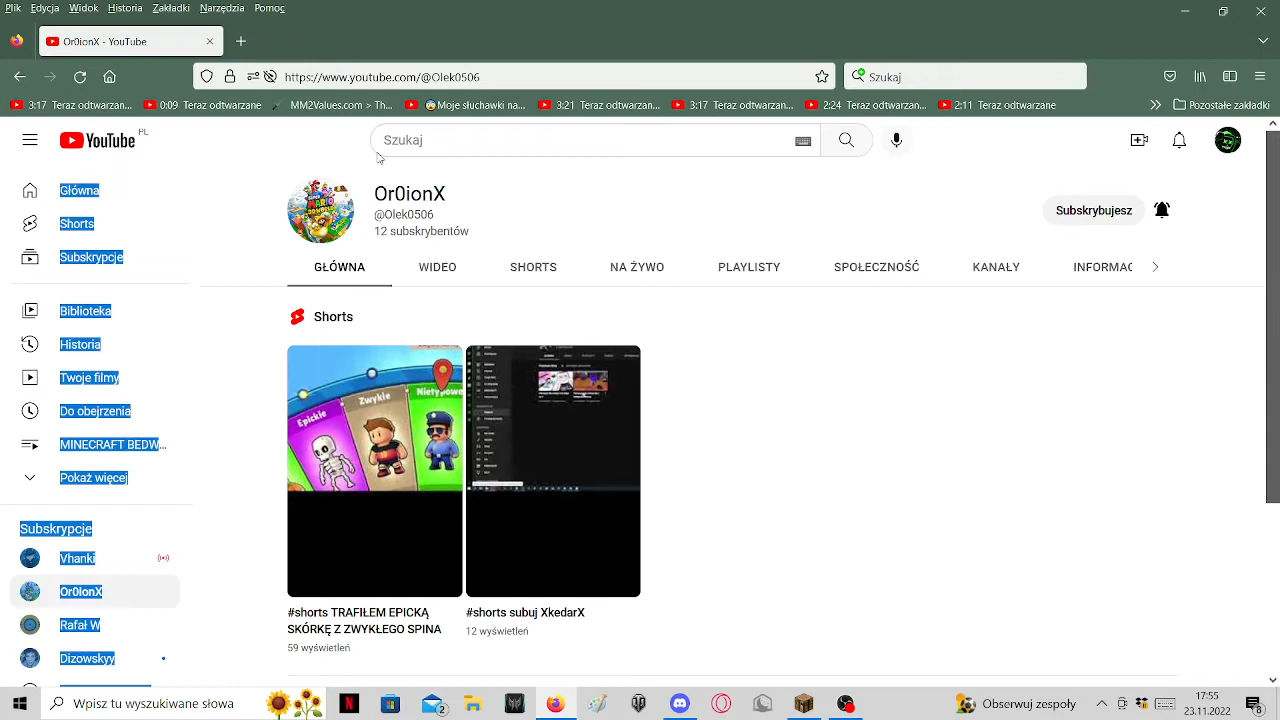 Plik Edycja Widok Historia Zakładki Narzędzia Pomoc
Or0ionX - YouTube
https://www.youtube.com/@Olek0506
Szukaj
3:17 Teraz odtwarzan...
0:09 Teraz odtwarzane
MM2Values.com > Th...
Moje słuchawki na...
3:21 Teraz odtwarzan...
3:17 Teraz odtwarzan...
2:24 Teraz odtwarzan...
2:11 Teraz odtwarzane
Pozostałe zakładki
YouTube PL
Szukaj
Główna
Shorts
Subskrypcje
Biblioteka
Historia
Twoje filmy
Do obejrzenia
MINECRAFT BEDW...
Pokaż więcej
Subskrypcje
Vhanki
Or0ionX
Rafał W
Dizowskyy
Or0ionX
@Olek0506
12 subskrybentów
Subskrybujesz
GŁÓWNA
WIDEO
SHORTS
NA ŻYWO
PLAYLISTY
SPOŁECZNOŚĆ
KANAŁY
INFORMAC
Shorts
Epickie
Zwykłe
Nietypowe
#shorts TRAFIŁEM EPICKĄ
SKÓRKĘ Z ZWYKŁEGO SPINA
59 wyświetleń
#shorts subuj XkedarX
12 wyświetleń
Wpisz tu wyszukiwane słowa
Obserwuj zespoły
17:55
23.11.2022